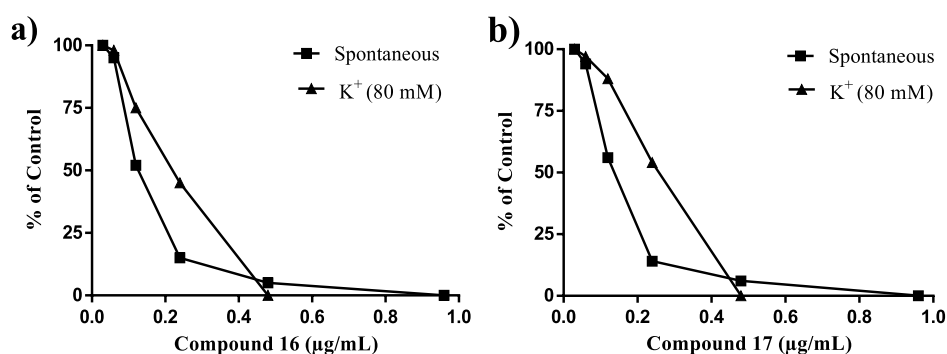 a)
% of Control
100
75
50
25
0
0.0 0.2 0.4 0.6 0.8 1.0
Compound 16 (μg/mL)
Spontaneous
K⁺ (80 mM)
b)
% of Control
100
75
50
25
0
0.0 0.2 0.4 0.6 0.8 1.0
Compound 17 (μg/mL)
Spontaneous
K⁺ (80 mM)